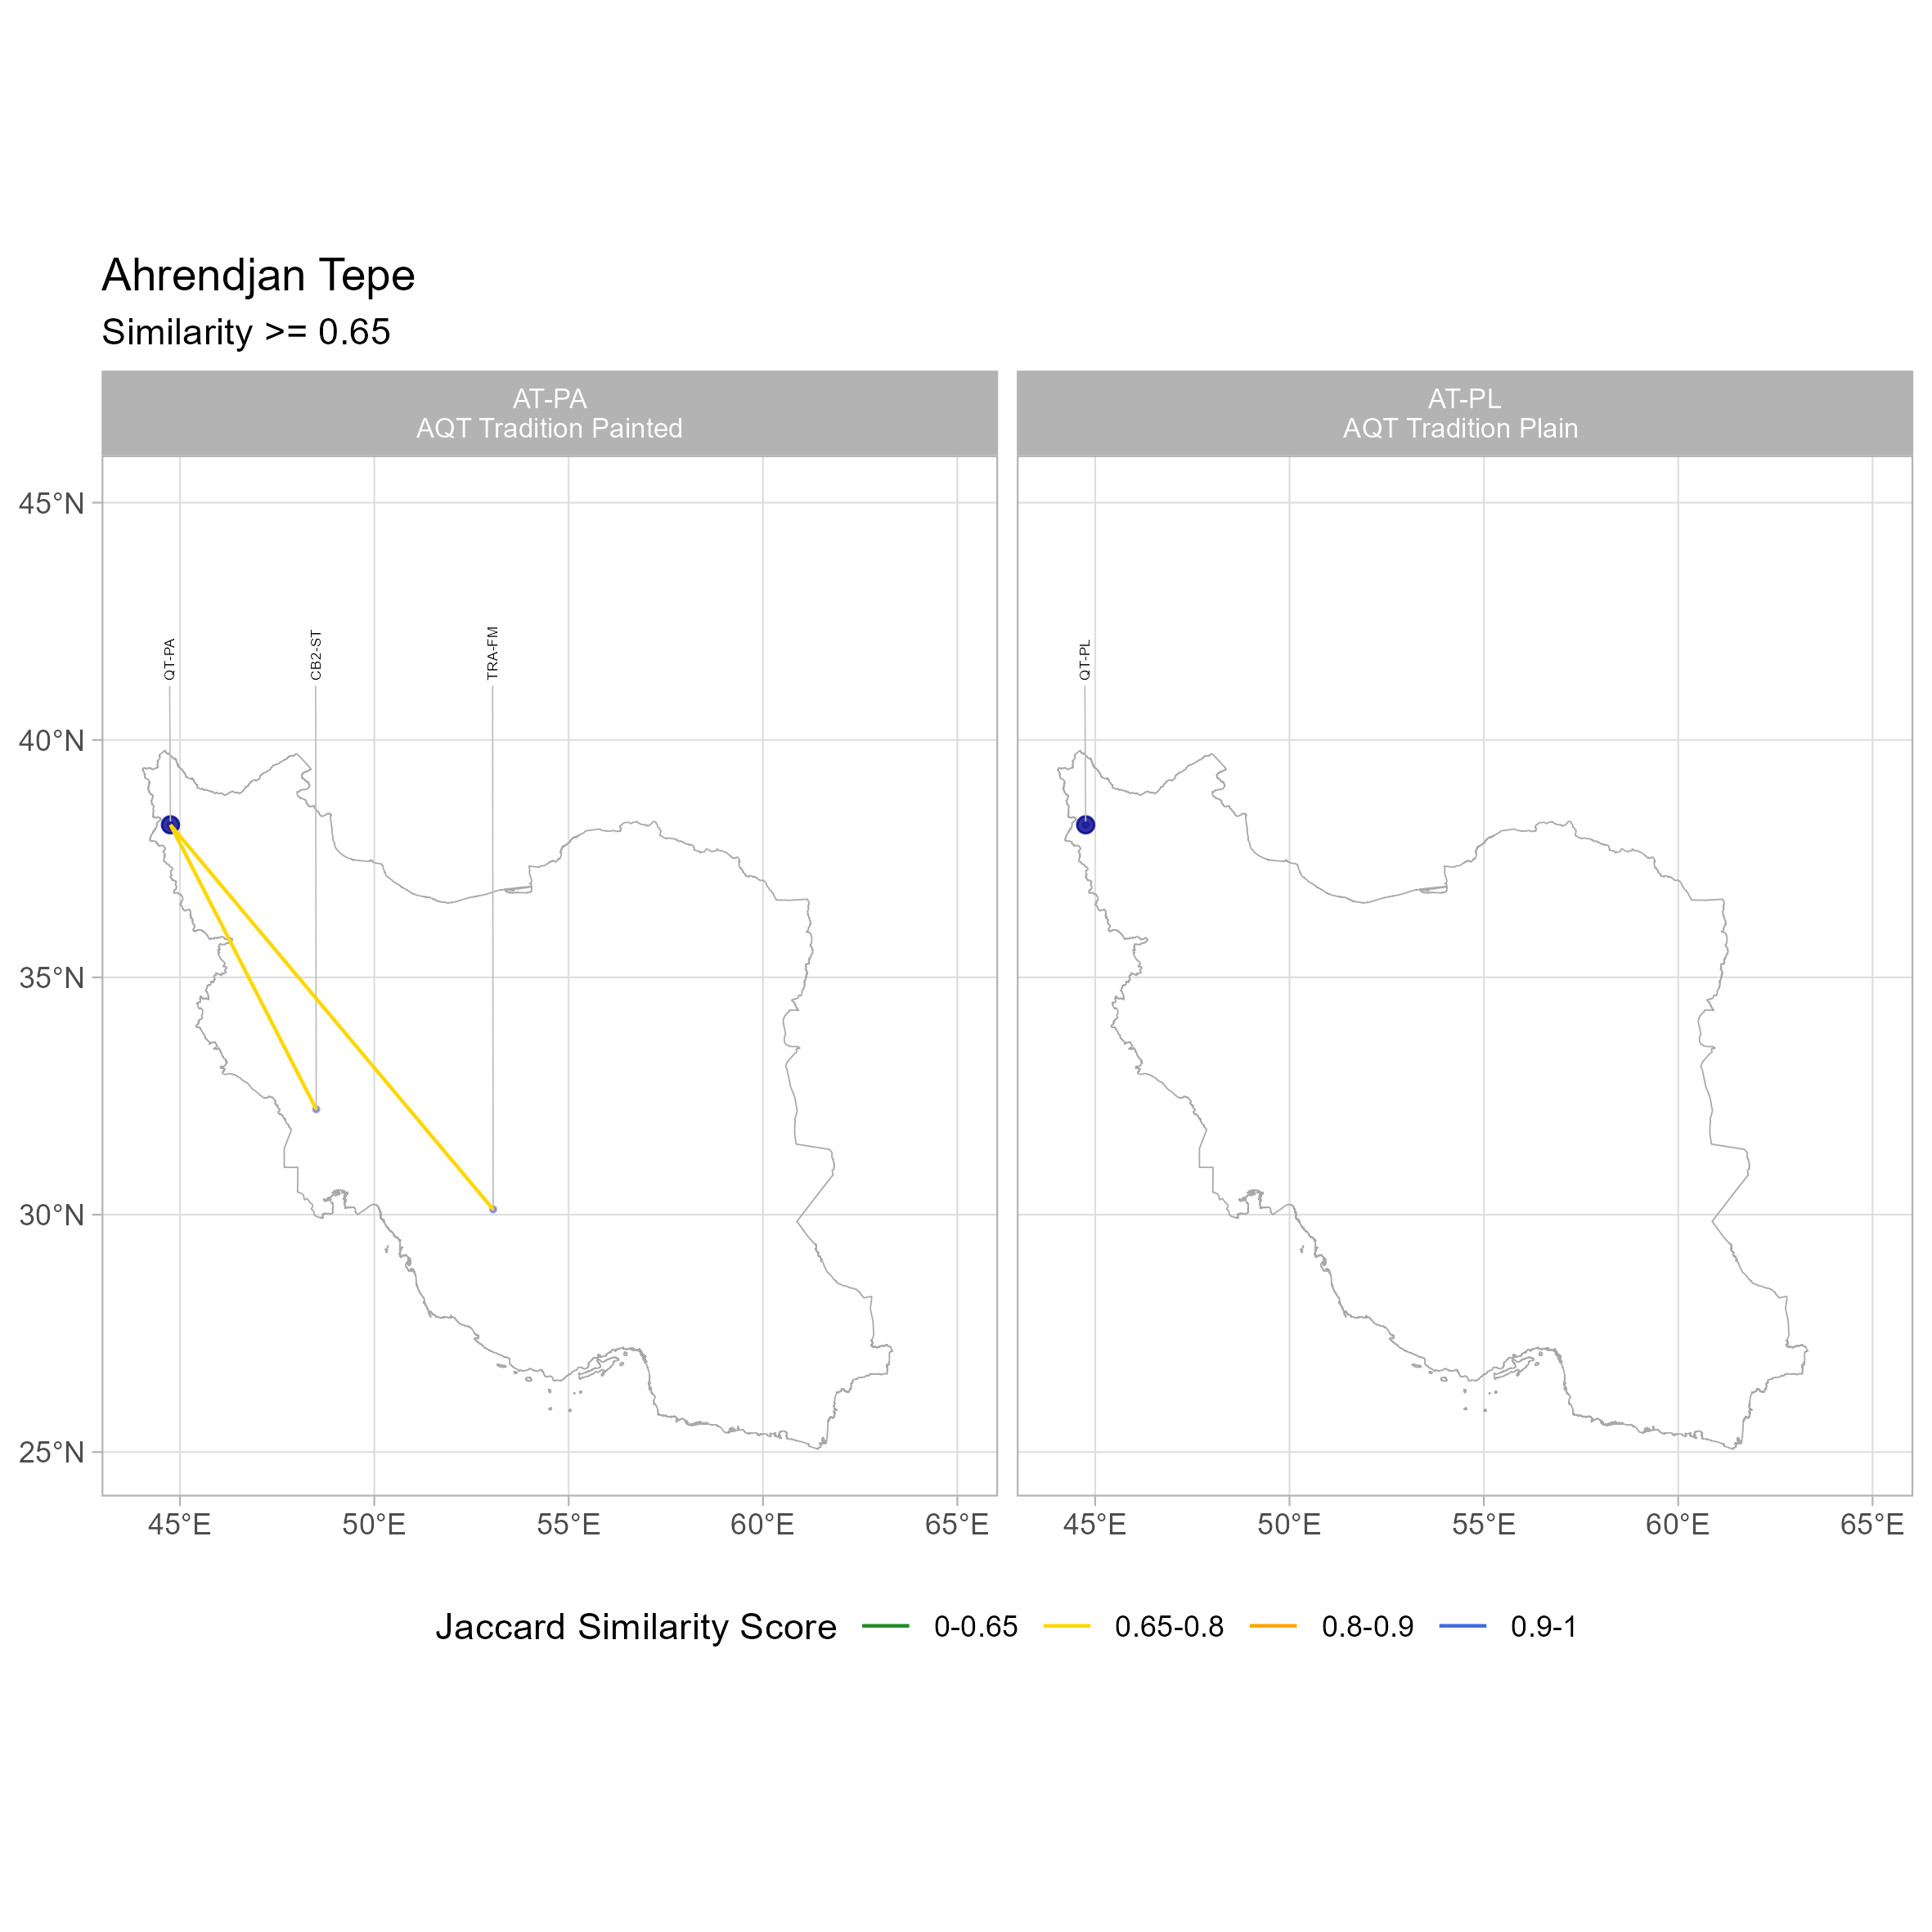 Ahrendjan Tepe
Similarity >= 0.65
AT-PA
AQT Tradition Painted
AT-PL
AQT Tradition Plain
45°N
40°N
35°N
30°N
25°N
QT-PA
CB2-ST
TRA-FM
QT-PL
45°E 50°E 55°E 60°E 65°E
45°E 50°E 55°E 60°E 65°E
Jaccard Similarity Score 0-0.65 0.65-0.8 0.8-0.9 0.9-1